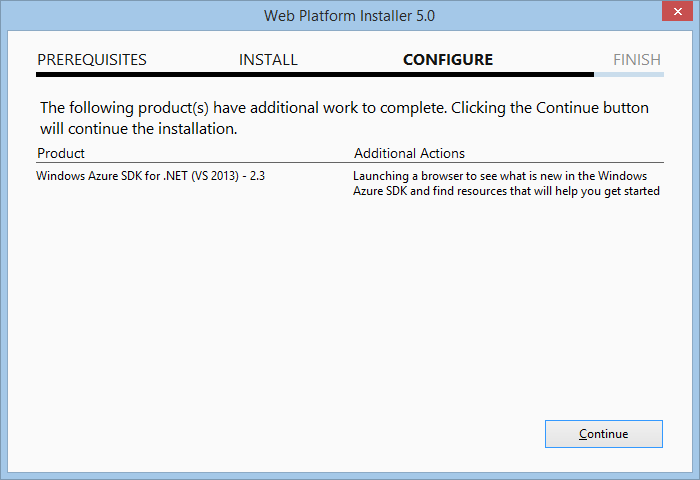 Web Platform Installer 5.0
PREREQUISITES INSTALL CONFIGURE FINISH
The following product(s) have additional work to complete. Clicking the Continue button
will continue the installation.
Product Additional Actions
Windows Azure SDK for .NET (VS 2013) - 2.3 Launching a browser to see what is new in the Windows
Azure SDK and find resources that will help you get started
Continue